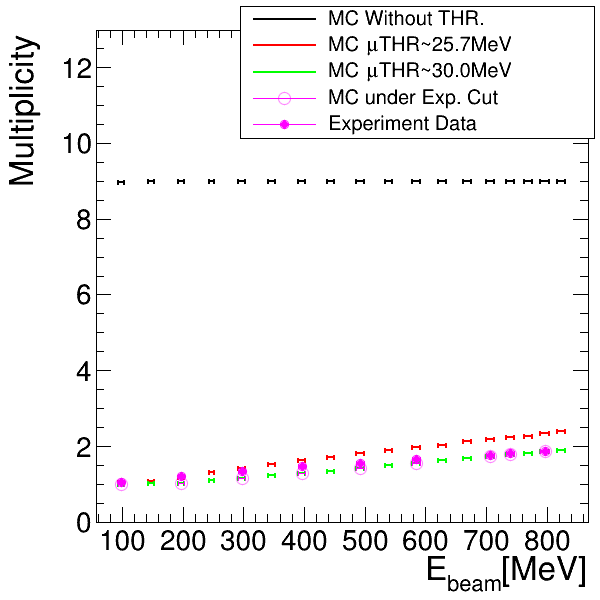 MC Without THR.
MC μTHR~25.7MeV
MC μTHR~30.0MeV
MC under Exp. Cut
Experiment Data
Multiplicity
12
10
8
6
4
2
0
100 200 300 400 500 600 700 800
E_beam[MeV]